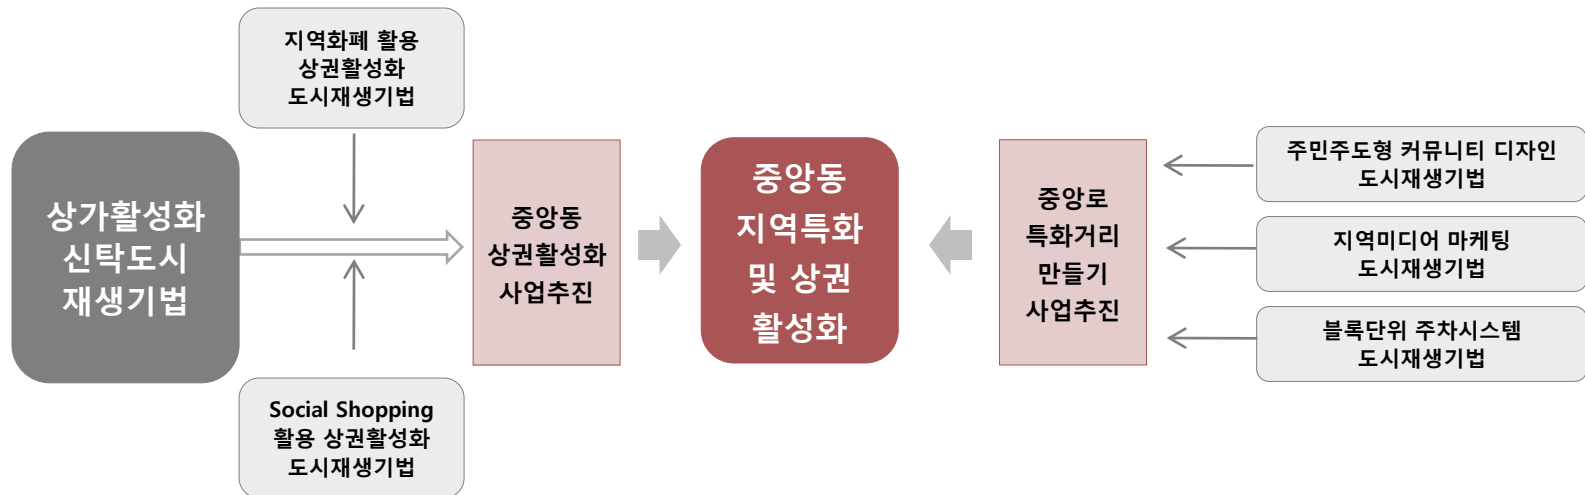 지역화폐 활용
상권활성화
도시재생기법
상가활성화
신탁도시
재생기법
Social Shopping
활용 상권활성화
도시재생기법
중앙동
상권활성화
사업추진
중앙동
지역특화
및 상권
활성화
중앙로
특화거리
만들기
사업추진
주민주도형 커뮤니티 디자인
도시재생기법
지역미디어 마케팅
도시재생기법
블록단위 주차시스템
도시재생기법